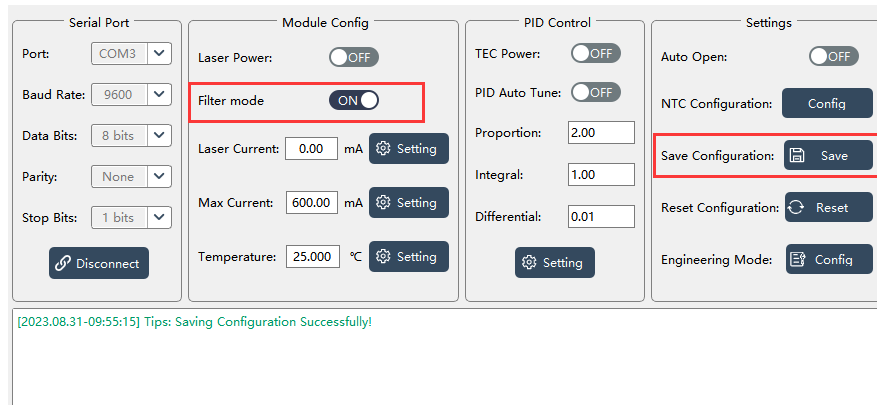 Serial Port
Port: COM3
Baud Rate: 9600
Data Bits: 8 bits
Parity: None
Stop Bits: 1 bits
Disconnect
Module Config
Laser Power: OFF
Filter mode ON
Laser Current: 0.00 mA Setting
Max Current: 600.00 mA Setting
Temperature: 25.000 ℃ Setting
PID Control
TEC Power: OFF
PID Auto Tune: OFF
Proportion: 2.00
Integral: 1.00
Differential: 0.01
Setting
Settings
Auto Open: OFF
NTC Configuration: Config
Save Configuration: Save
Reset Configuration: Reset
Engineering Mode: Config
[2023.08.31-09:55:15] Tips: Saving Configuration Successfully!